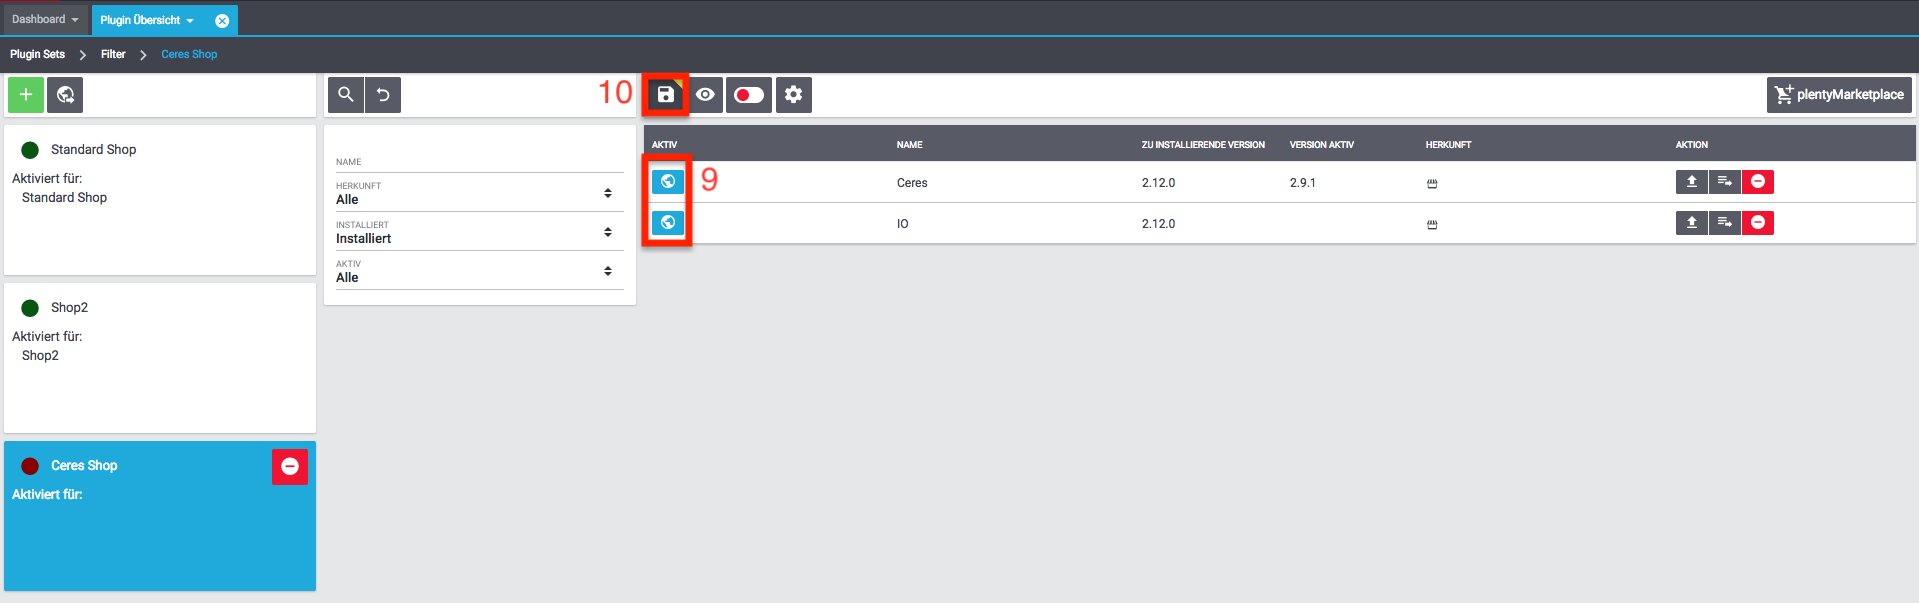 Dashboard
Plugin Übersicht
Plugin Sets
Filter
Ceres Shop
10
plentyMarketplace
Standard Shop
Aktiviert für:
Standard Shop
Shop2
Aktiviert für:
Shop2
Ceres Shop
Aktiviert für:
NAME
HERKUNFT
Alle
INSTALLIERT
Installiert
AKTIV
Alle
AKTIV NAME ZU INSTALLIERENDE VERSION VERSION AKTIV HERKUNFT AKTION
9
Ceres 2.12.0 2.9.1
IO 2.12.0